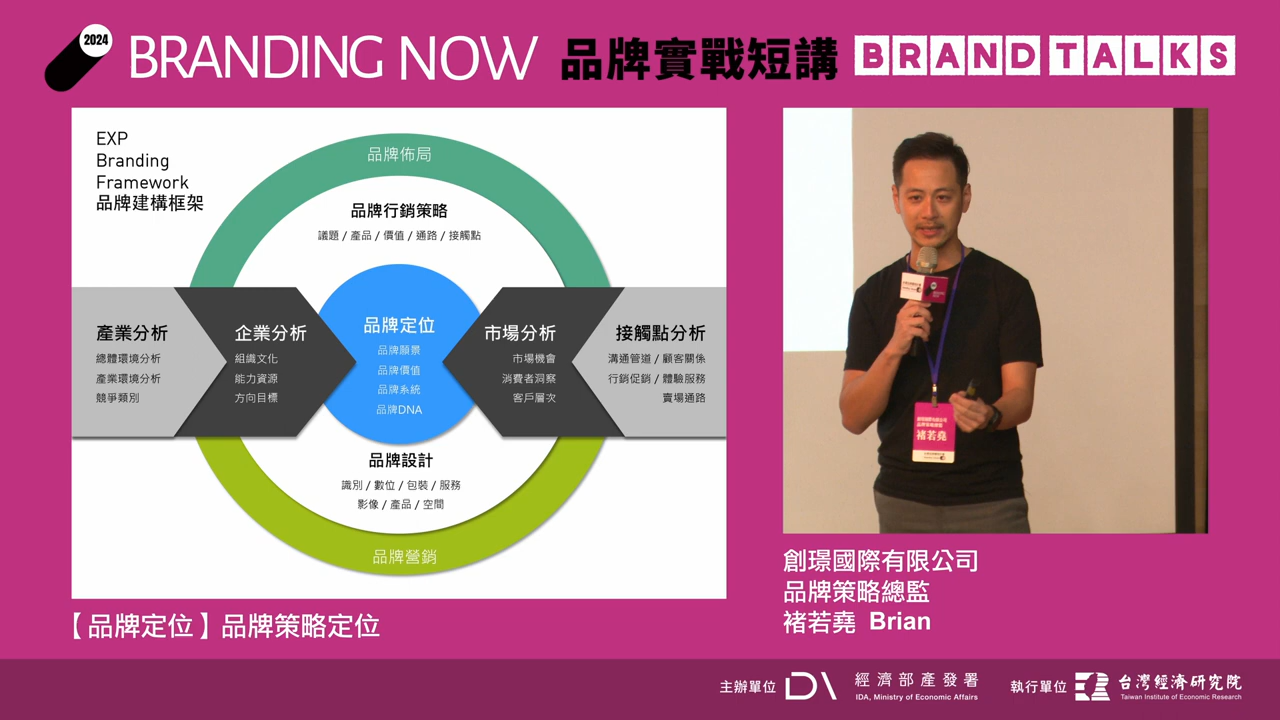 2024
BRANDING NOW 品牌實戰短講 BRAND TALKS
EXP
Branding
Framework
品牌建構框架
品牌佈局
品牌行銷策略
議題 / 產品 / 價值 / 通路 / 接觸點
產業分析
總體環境分析
產業環境分析
競爭類別
企業分析
組織文化
能力資源
方向目標
品牌定位
品牌願景
品牌價值
品牌系統
品牌DNA
市場分析
市場機會
消費者洞察
客戶層次
接觸點分析
溝通管道 / 顧客關係
行銷促銷 / 體驗服務
賣場通路
品牌設計
識別 / 數位 / 包裝 / 服務
影像 / 產品 / 空間
品牌營銷
【品牌定位】品牌策略定位
褚若堯
創璟國際有限公司
品牌策略總監
褚若堯 Brian
主辦單位
經濟部產發署
IDA, Ministry of Economic Affairs
執行單位
台灣經濟研究院
Taiwan Institute of Economic Research